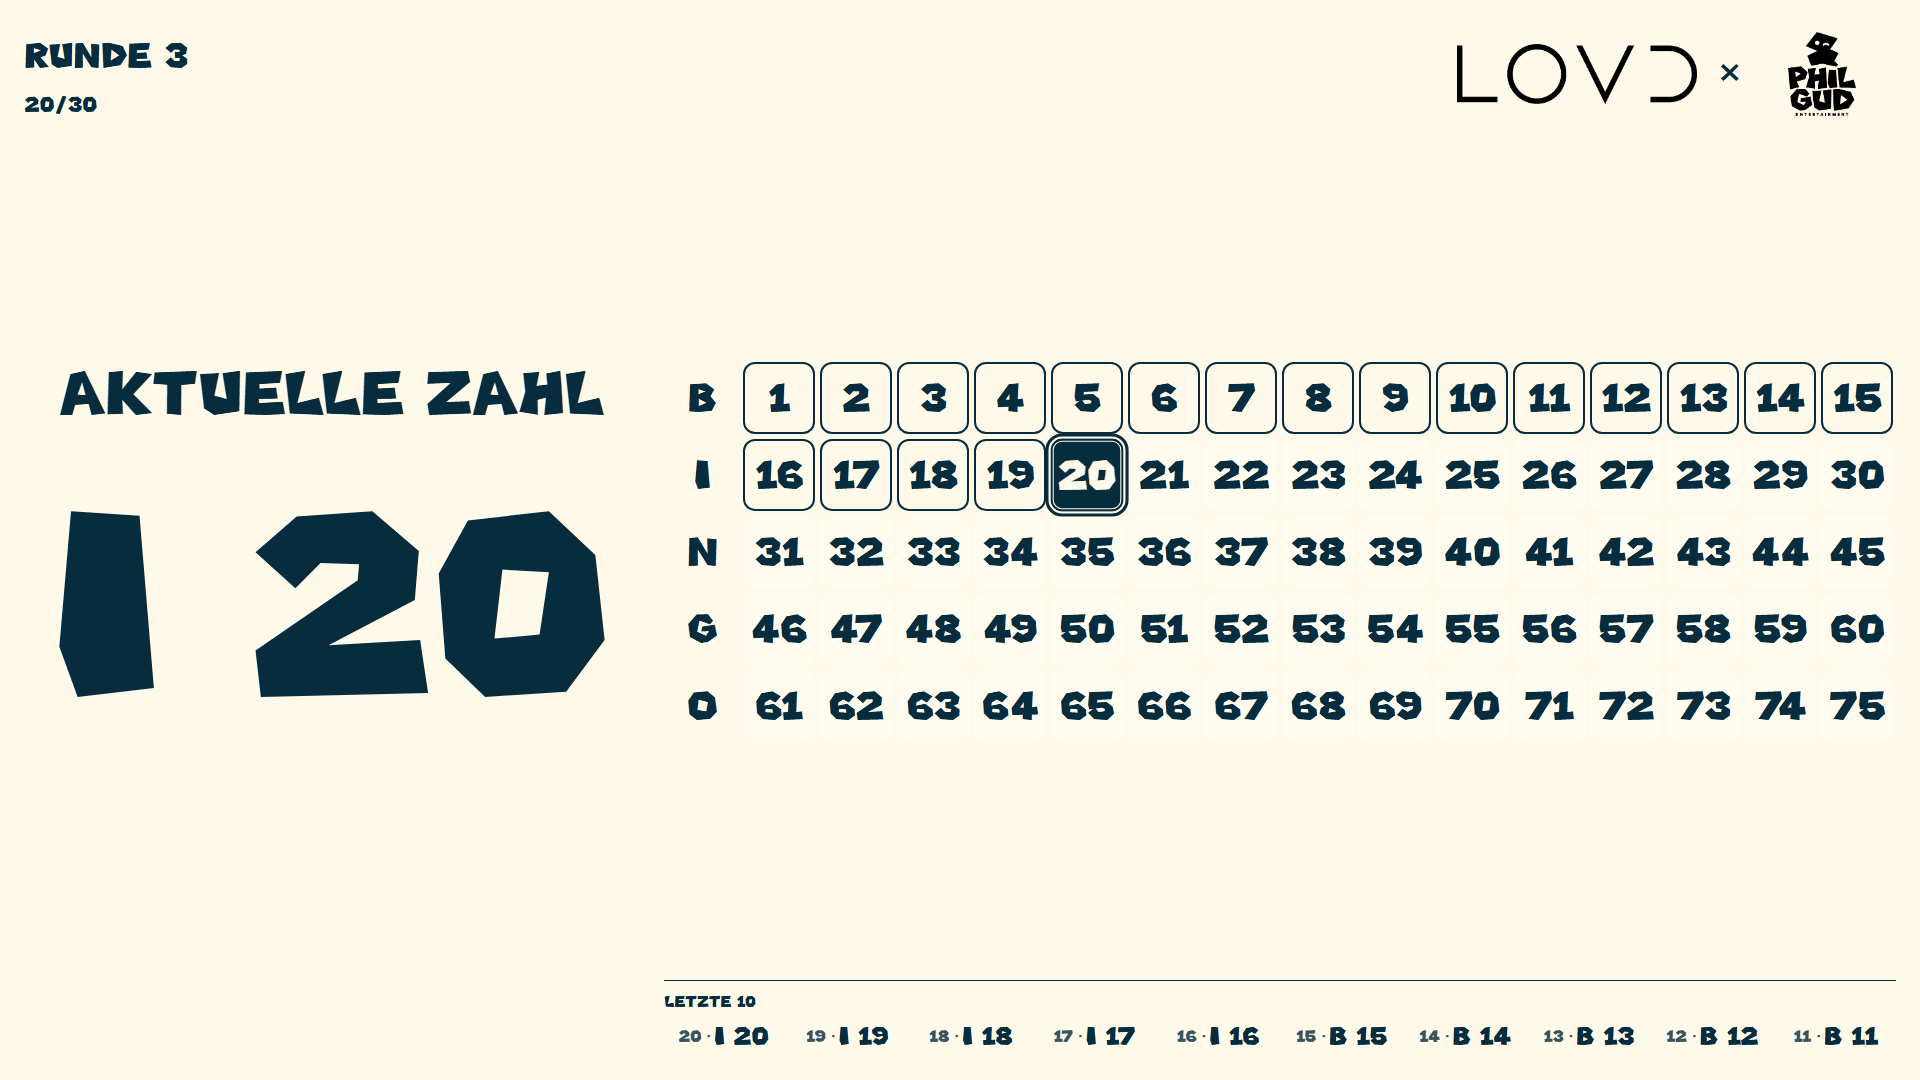 RUNDE 3
20/30
LOVD × PHIL GUD ENTERTAINMENT
AKTUELLE ZAHL
I 20
B 1 2 3 4 5 6 7 8 9 10 11 12 13 14 15
I 16 17 18 19 20 21 22 23 24 25 26 27 28 29 30
N 31 32 33 34 35 36 37 38 39 40 41 42 43 44 45
G 46 47 48 49 50 51 52 53 54 55 56 57 58 59 60
O 61 62 63 64 65 66 67 68 69 70 71 72 73 74 75
LETZTE 10
20 · I 20 19 · I 19 18 · I 18 17 · I 17 16 · I 16 15 · B 15 14 · B 14 13 · B 13 12 · B 12 11 · B 11